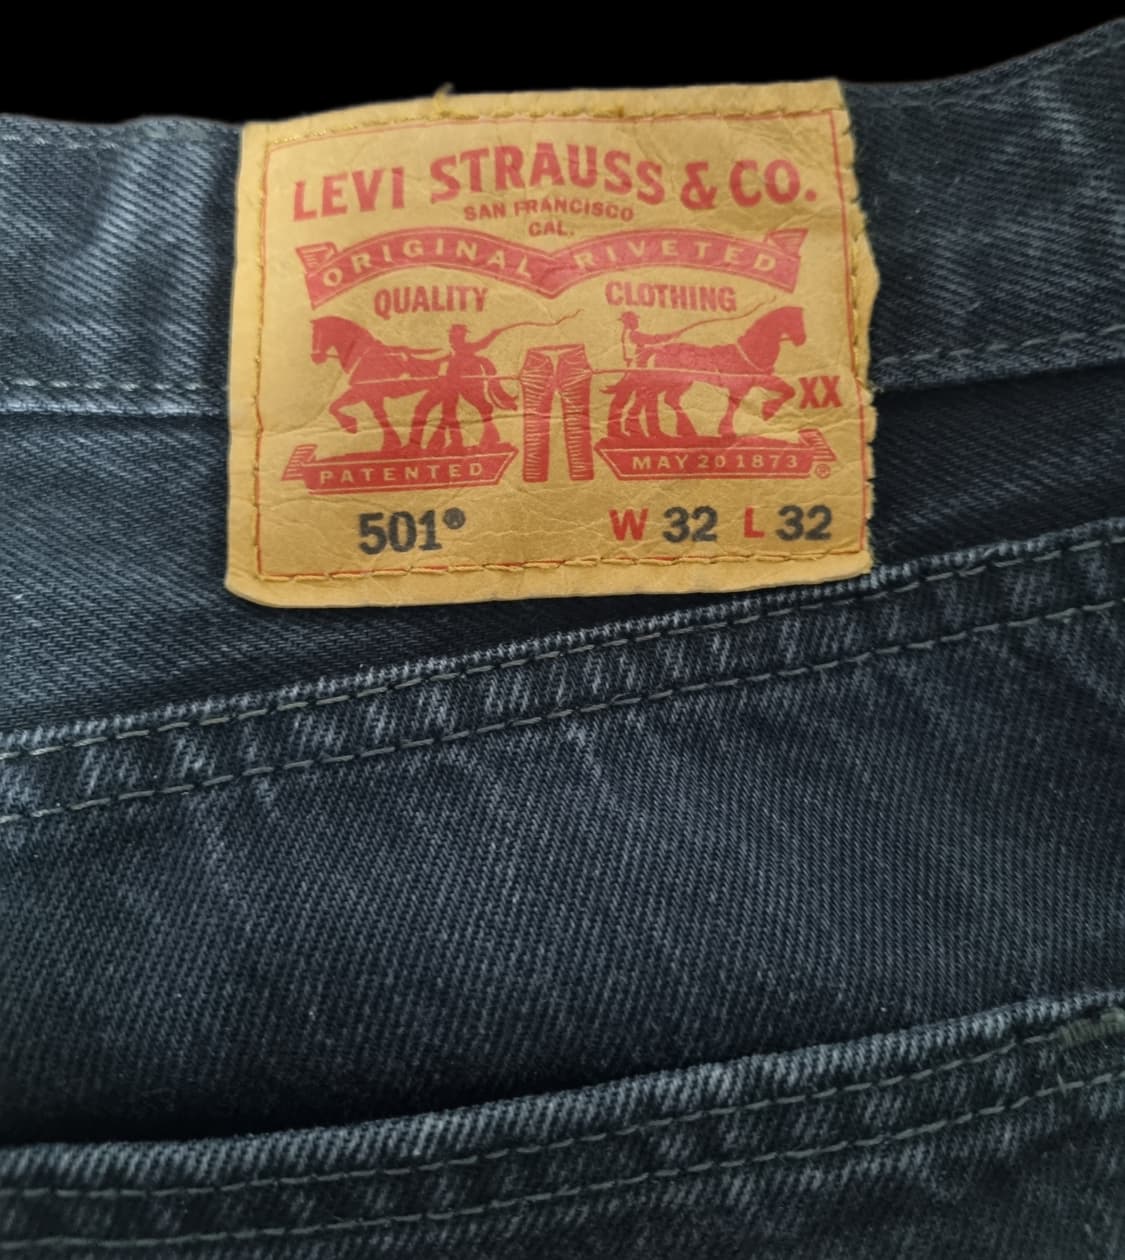 LEVI STRAUSS & CO.
SAN FRANCISCO
CAL.
ORIGINAL RIVETED
QUALITY CLOTHING
XX
PATENTED MAY 20 1873 ®
501® W 32 L 32